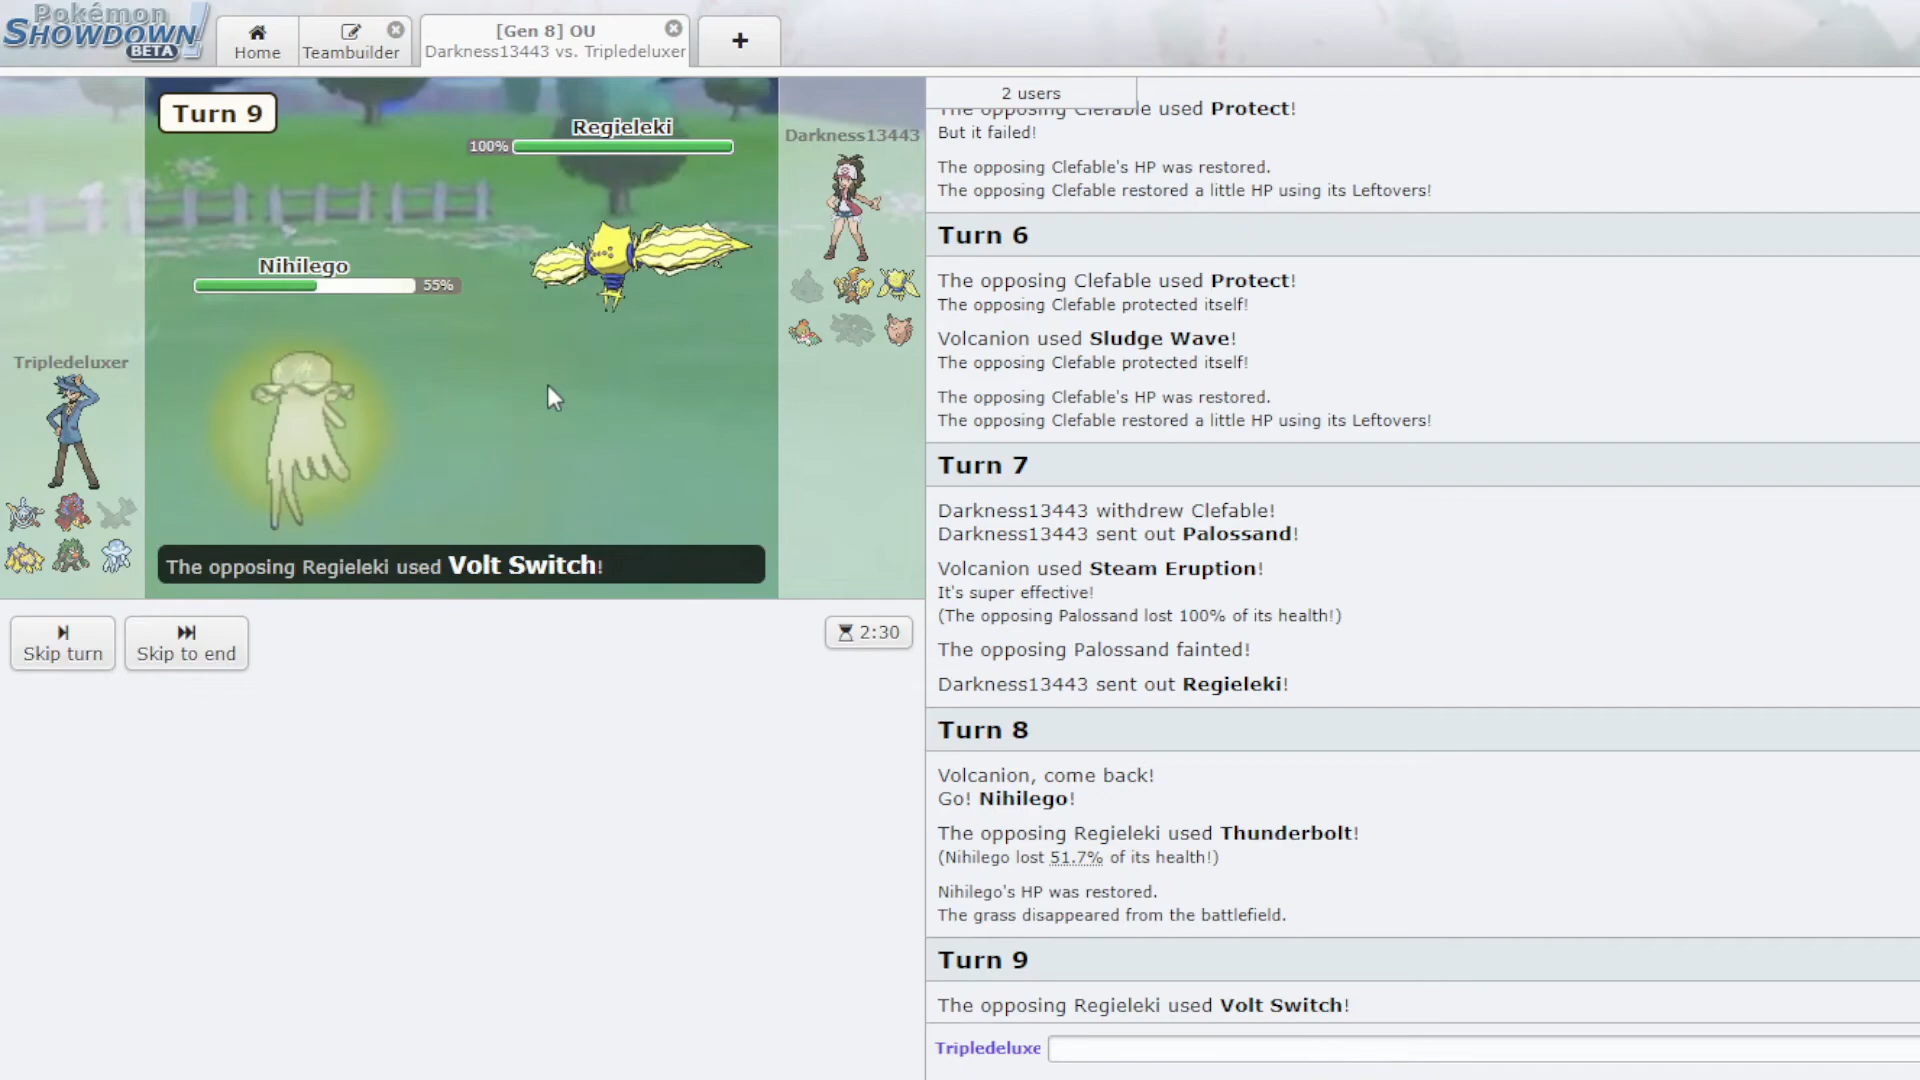 Pokémon
SHOWDOWN!
BETA
Home
Teambuilder
[Gen 8] OU
Darkness13443 vs. Tripledeluxer
+
Turn 9
Regieleki
100%
Nihilego
55%
Darkness13443
Tripledeluxer
The opposing Regieleki used Volt Switch!
Skip turn
Skip to end
2:30
2 users
The opposing Clefable used Protect!
But it failed!
The opposing Clefable's HP was restored.
The opposing Clefable restored a little HP using its Leftovers!
Turn 6
The opposing Clefable used Protect!
The opposing Clefable protected itself!
Volcanion used Sludge Wave!
The opposing Clefable protected itself!
The opposing Clefable's HP was restored.
The opposing Clefable restored a little HP using its Leftovers!
Turn 7
Darkness13443 withdrew Clefable!
Darkness13443 sent out Palossand!
Volcanion used Steam Eruption!
It's super effective!
(The opposing Palossand lost 100% of its health!)
The opposing Palossand fainted!
Darkness13443 sent out Regieleki!
Turn 8
Volcanion, come back!
Go! Nihilego!
The opposing Regieleki used Thunderbolt!
(Nihilego lost 51.7% of its health!)
Nihilego's HP was restored.
The grass disappeared from the battlefield.
Turn 9
The opposing Regieleki used Volt Switch!
Tripledeluxe